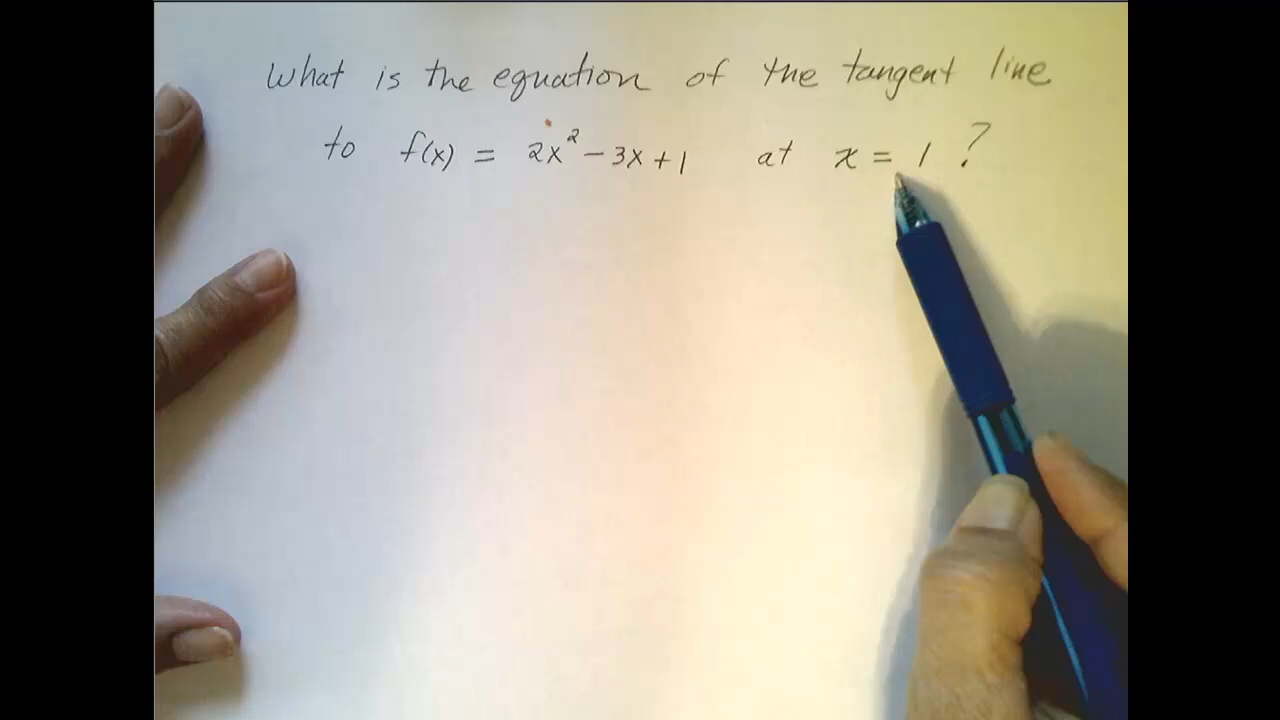 What is the equation of the tangent line
to f(x) = 2x² - 3x + 1 at x = 1 ?